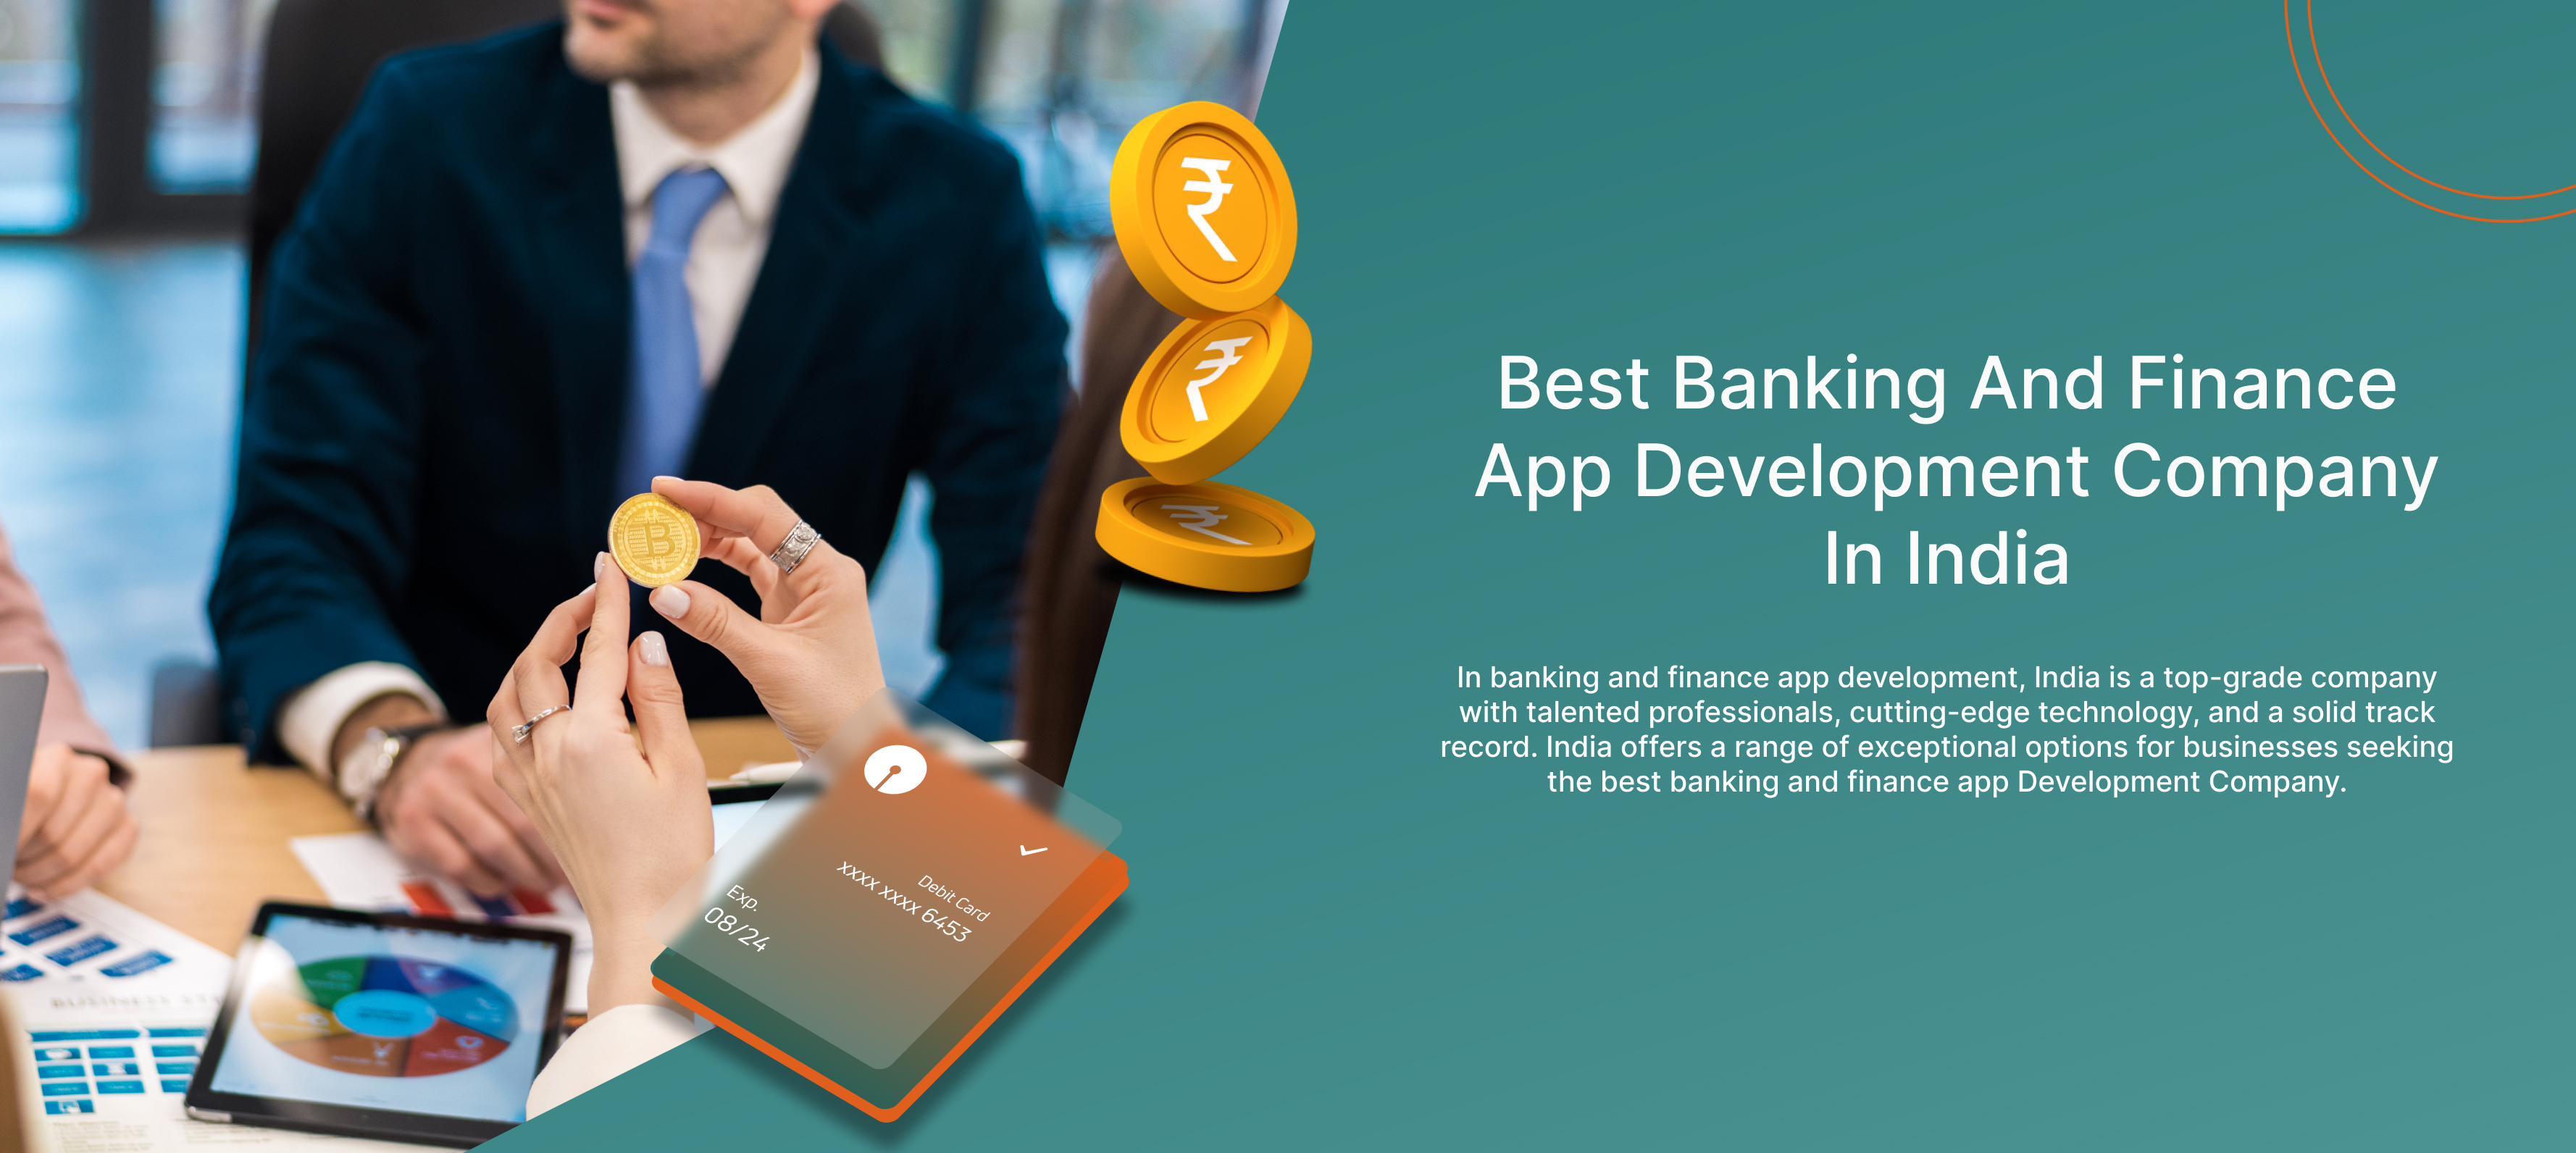 Best Banking And Finance
App Development Company
In India
In banking and finance app development, India is a top-grade company
with talented professionals, cutting-edge technology, and a solid track
record. India offers a range of exceptional options for businesses seeking
the best banking and finance app Development Company.
₹
₹
₹
B
Debit Card
xxxx xxxx 6453
Exp.
08/24